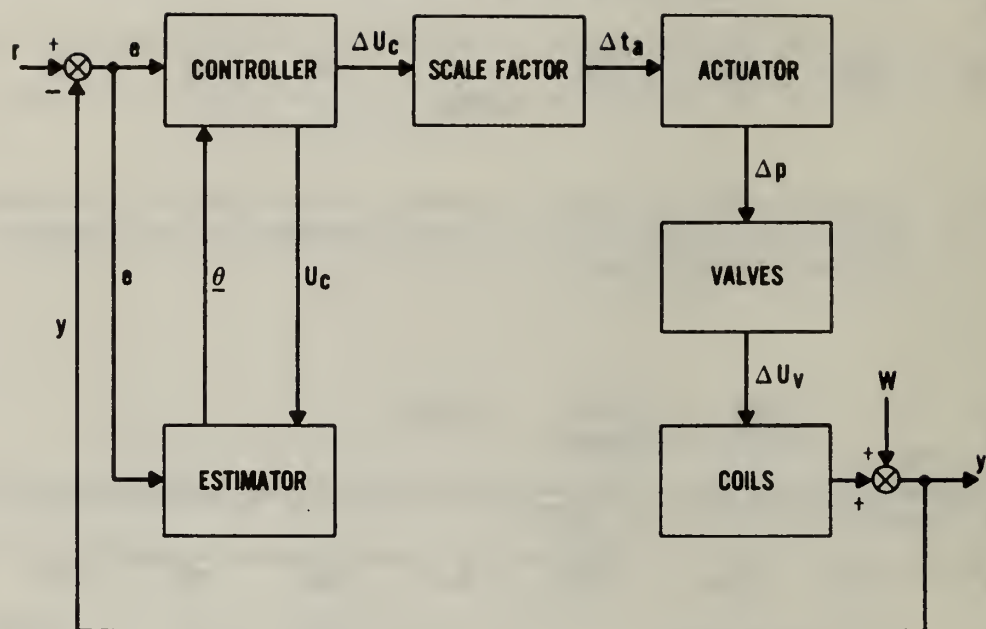 r + e CONTROLLER ΔUc SCALE FACTOR Δta ACTUATOR
−
Δp
e θ Uc VALVES
y
ΔUv W
ESTIMATOR COILS + y
+